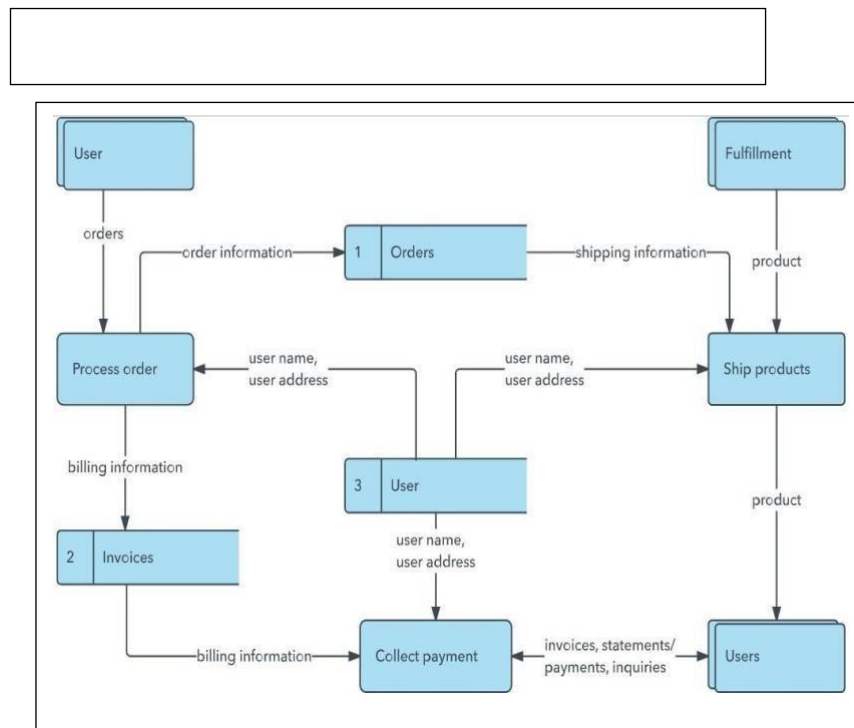 User
Fulfillment
orders
order information
1 Orders
shipping information
product
Process order
user name,
user address
user name,
user address
Ship products
billing information
3 User
product
user name,
user address
2 Invoices
billing information
Collect payment
invoices, statements/
payments, inquiries
Users